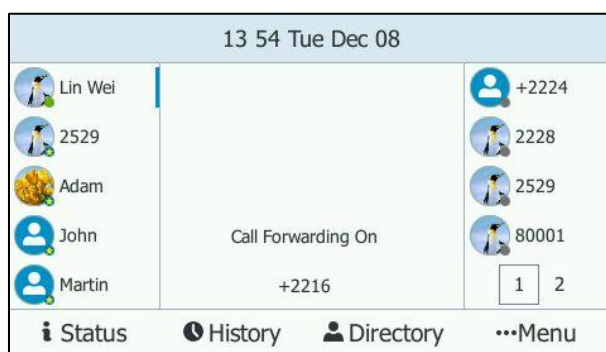 13 54 Tue Dec 08
Lin Wei
2529
Adam
John
Martin
Call Forwarding On
+2216
+2224
2228
2529
80001
1 2
Status History Directory Menu